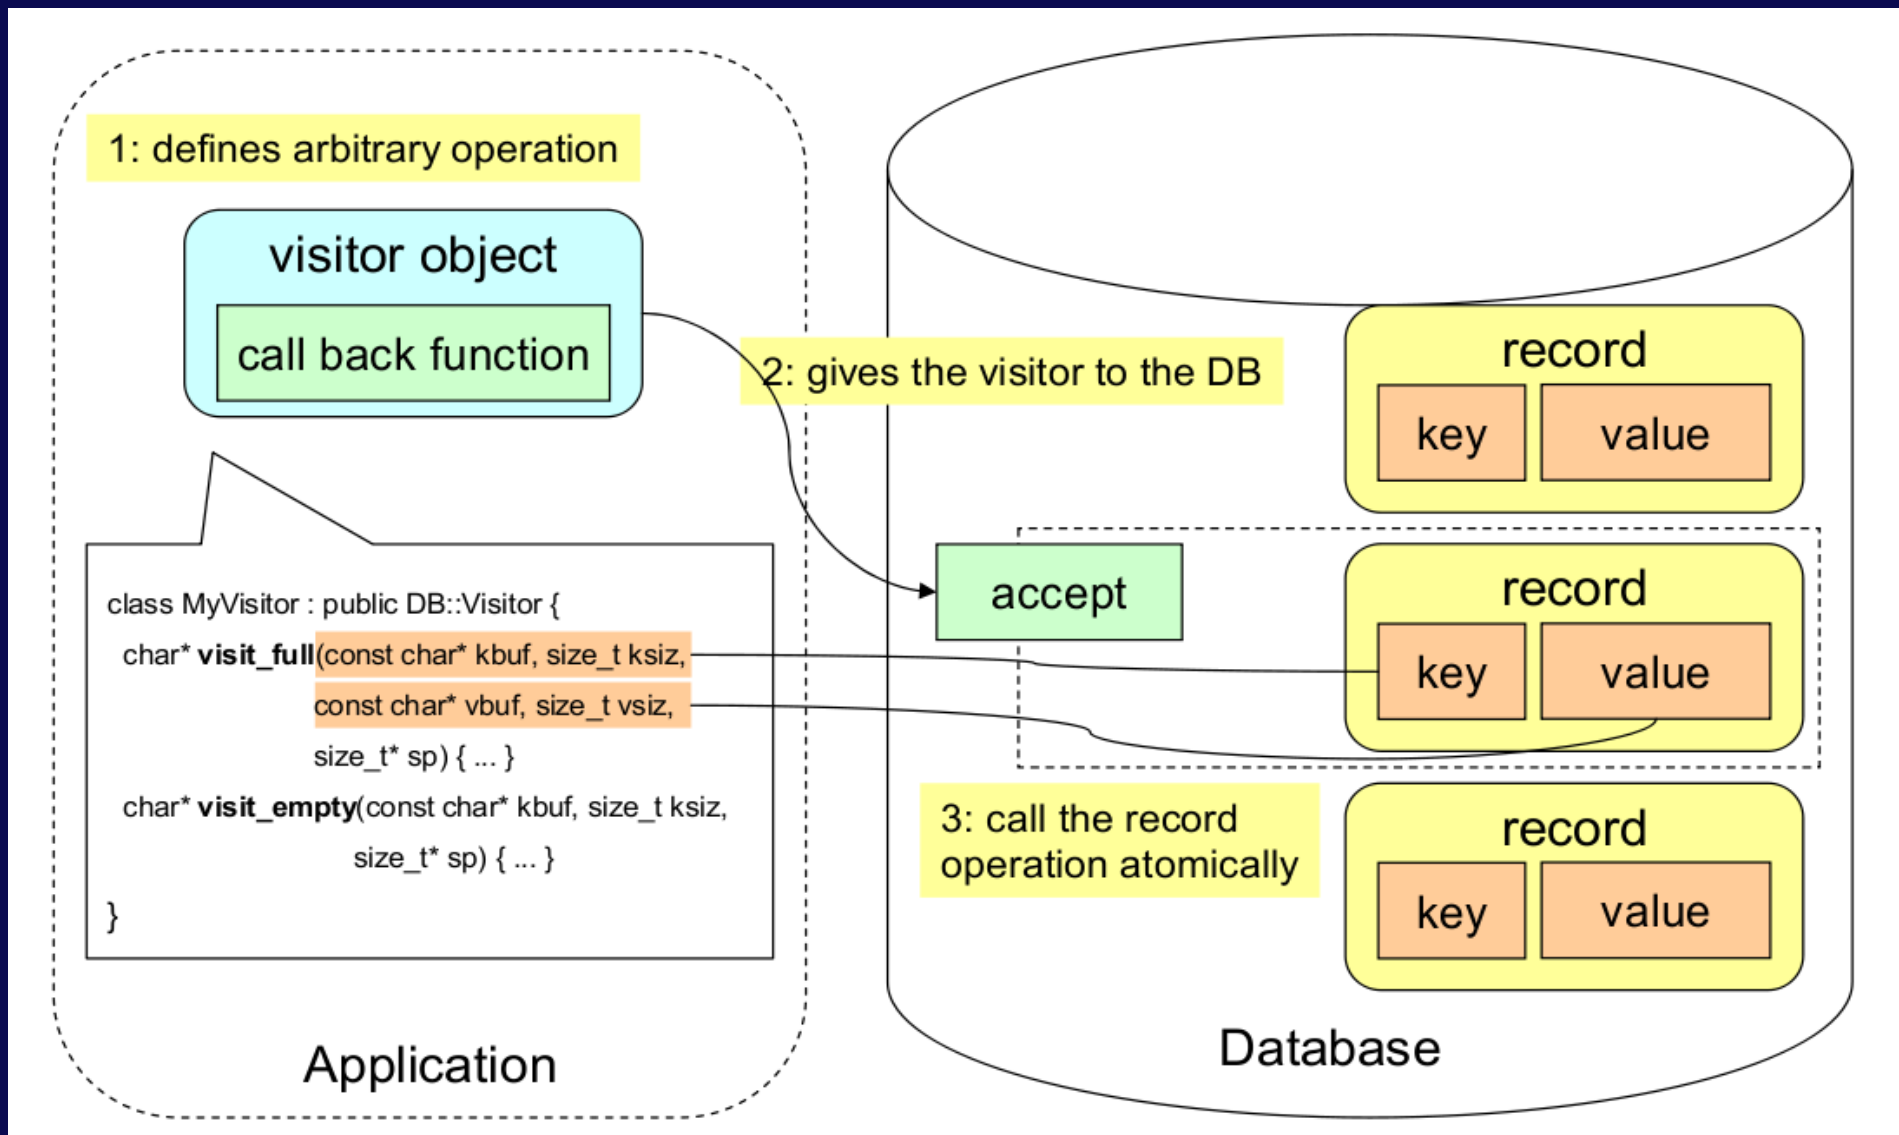 1: defines arbitrary operation
visitor object
call back function
class MyVisitor : public DB::Visitor {
char* visit_full(const char* kbuf, size_t ksiz,
const char* vbuf, size_t vsiz,
size_t* sp) { ... }
char* visit_empty(const char* kbuf, size_t ksiz,
size_t* sp) { ... }
}
Application
2: gives the visitor to the DB
accept
3: call the record
operation atomically
record
key value
record
key value
record
key value
Database